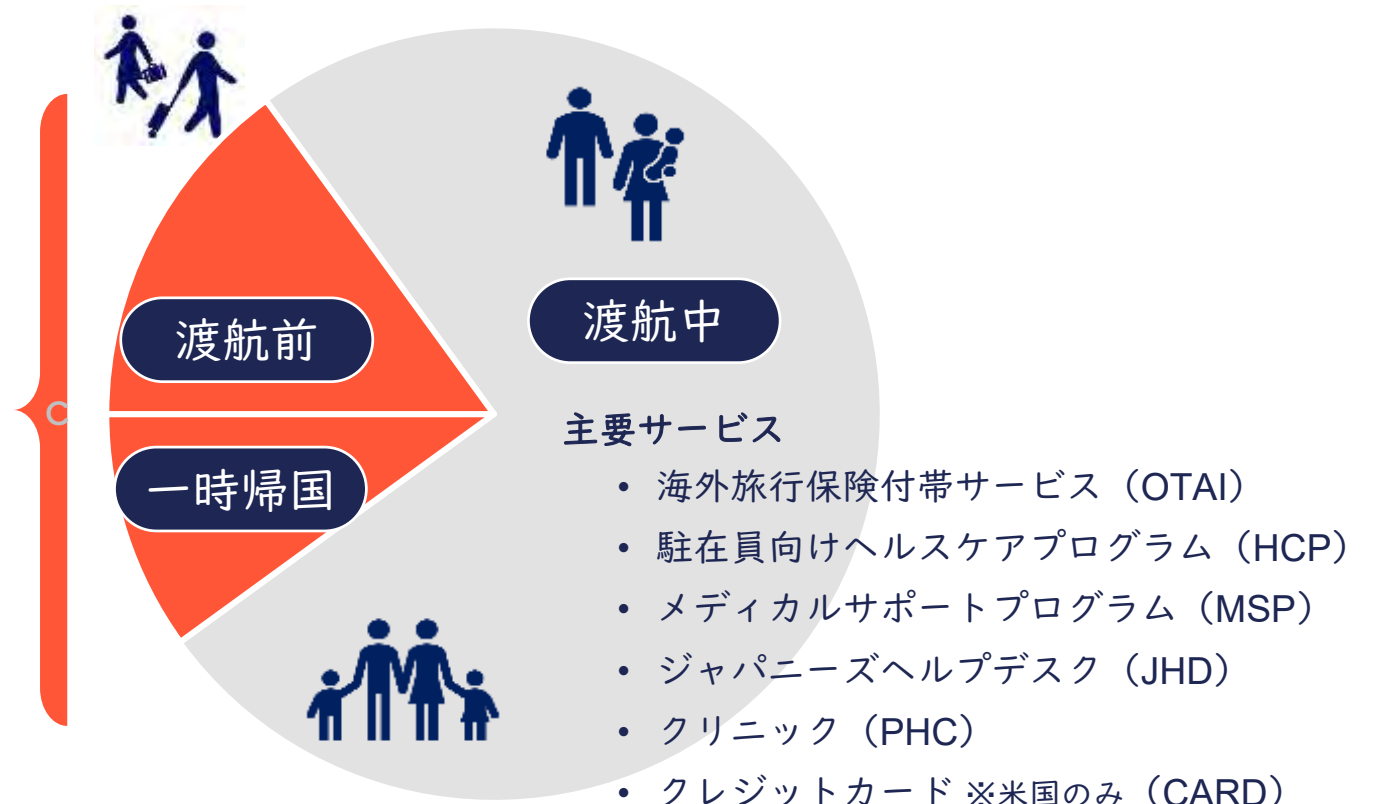 渡航前
渡航中
一時帰国
主要サービス
• 海外旅行保険付帯サービス（OTAI）
• 駐在員向けヘルスケアプログラム（HCP）
• メディカルサポートプログラム（MSP）
• ジャパニーズヘルプデスク（JHD）
• クリニック（PHC）
• クレジットカード ※米国のみ（CARD）